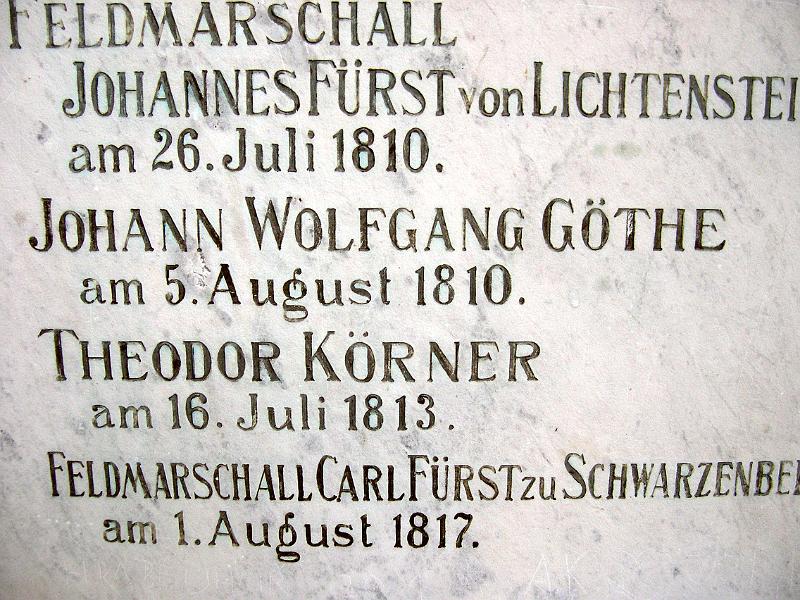 FELDMARSCHALL
JOHANNES FÜRST von LICHTENSTEI
am 26. Juli 1810.
JOHANN WOLFGANG GÖTHE
am 5. August 1810.
THEODOR KÖRNER
am 16. Juli 1813.
FELDMARSCHALL CARL FÜRST zu SCHWARZENBE
am 1. August 1817.